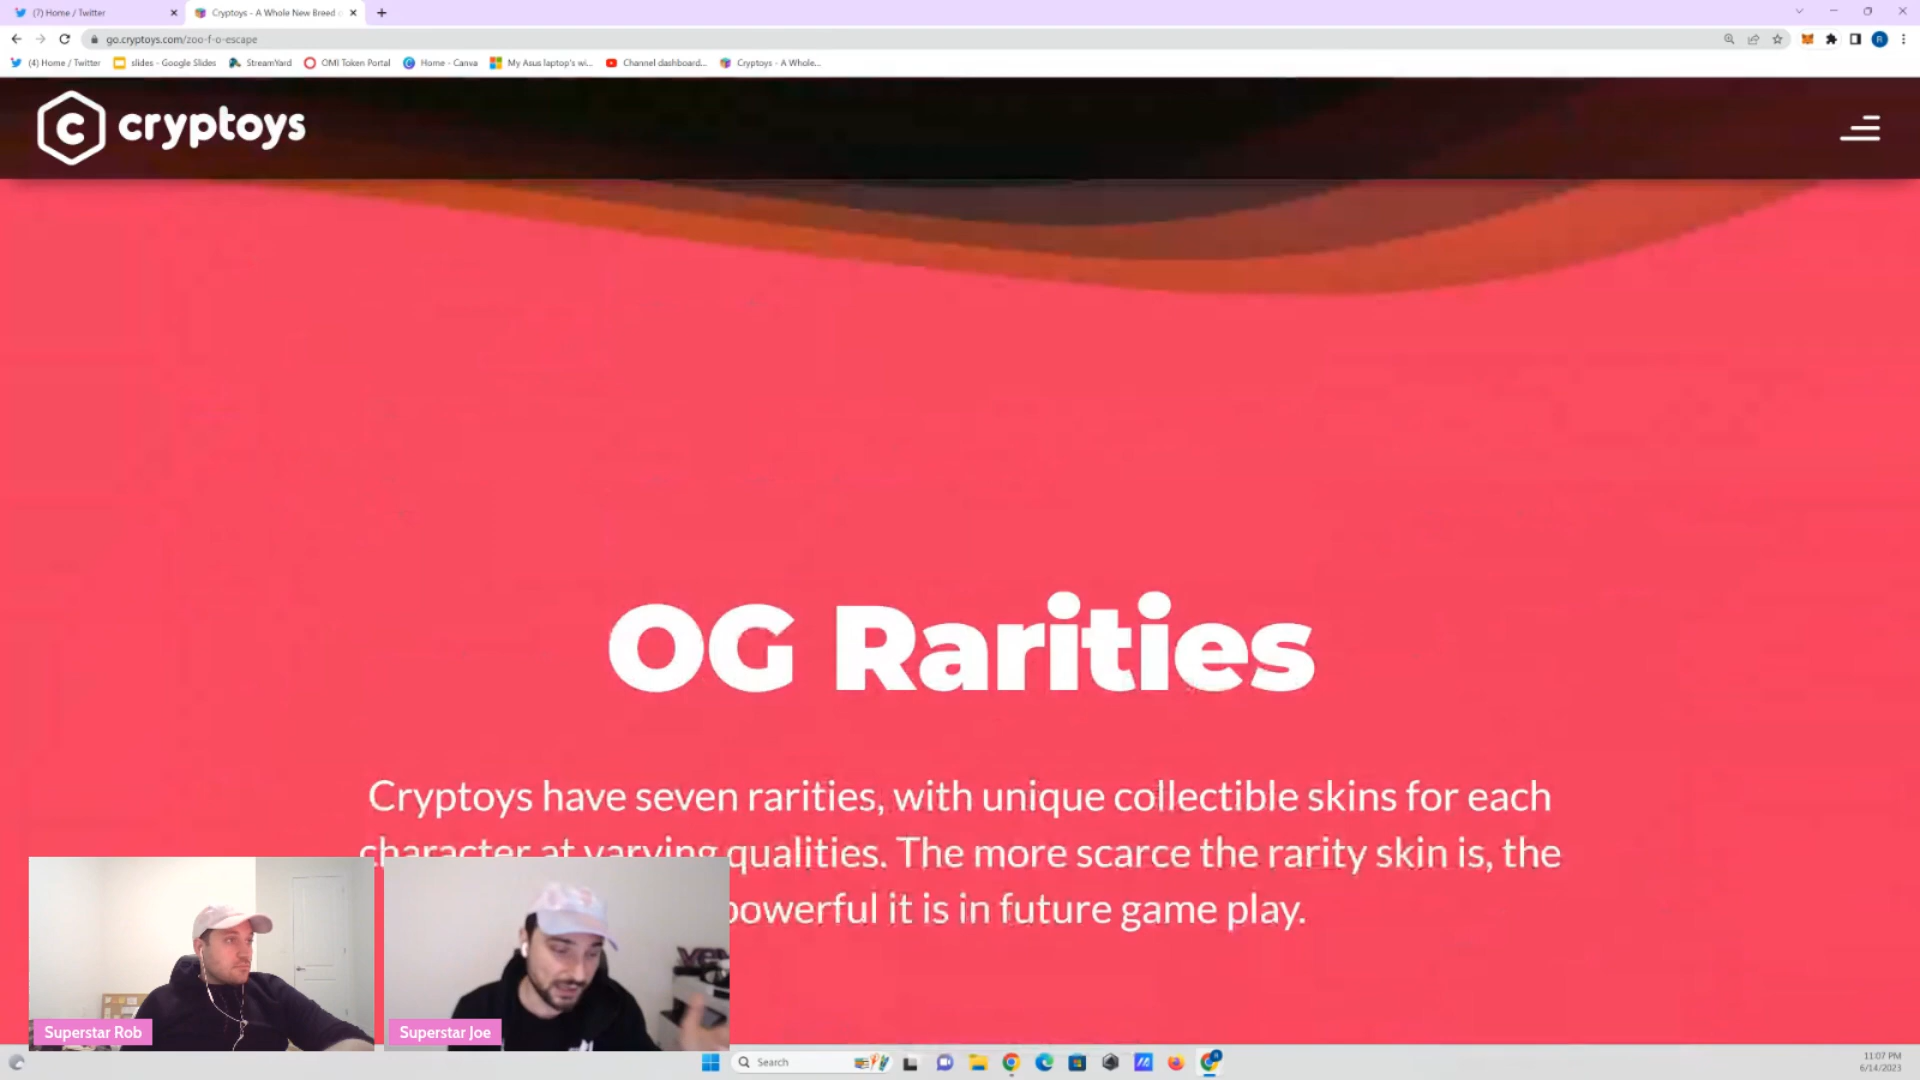 (7) Home / Twitter
Cryptoys - A Whole New Breed
go.cryptoys.com/zoo-f-o-escape
(4) Home / Twitter
slides - Google Slides
StreamYard
OMI Token Portal
Home - Canva
My Asus laptop's wi...
Channel dashboard...
Cryptoys - A Whole...
cryptoys
OG Rarities
Cryptoys have seven rarities, with unique collectible skins for each
character at varying qualities. The more scarce the rarity skin is, the
powerful it is in future game play.
Superstar Rob
Superstar Joe
Search
11:07 PM
6/14/2023